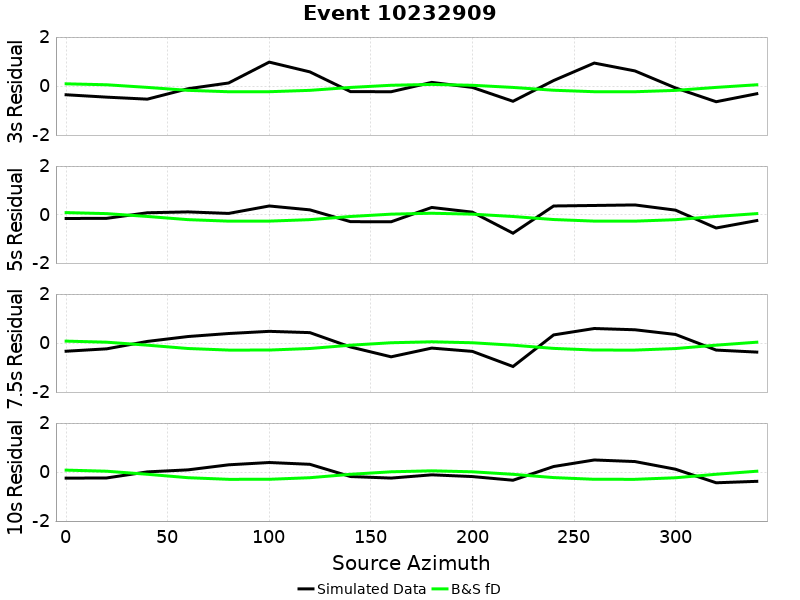 Event 10232909
3s Residual
2
0
-2
5s Residual
2
0
-2
7.5s Residual
2
0
-2
10s Residual
2
0
-2
0 50 100 150 200 250 300
Source Azimuth
Simulated Data B&S fD